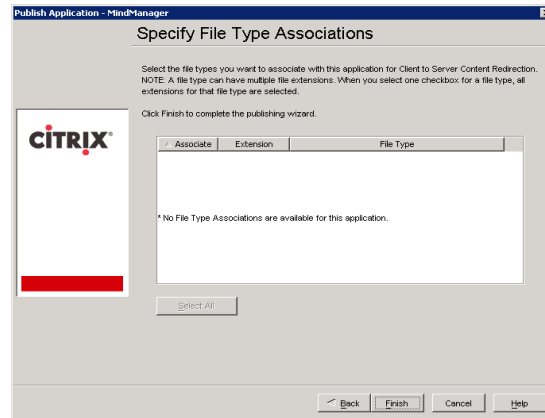 Publish Application - MindManager
Specify File Type Associations
Select the file types you want to associate with this application for Client to Server Content Redirection.
NOTE: A file type can have multiple file extensions. When you select one checkbox for a file type, all
extensions for that file type are selected.
Click Finish to complete the publishing wizard.
CITRIX
Associate Extension File Type
* No File Type Associations are available for this application.
Select All
Back Finish Cancel Help